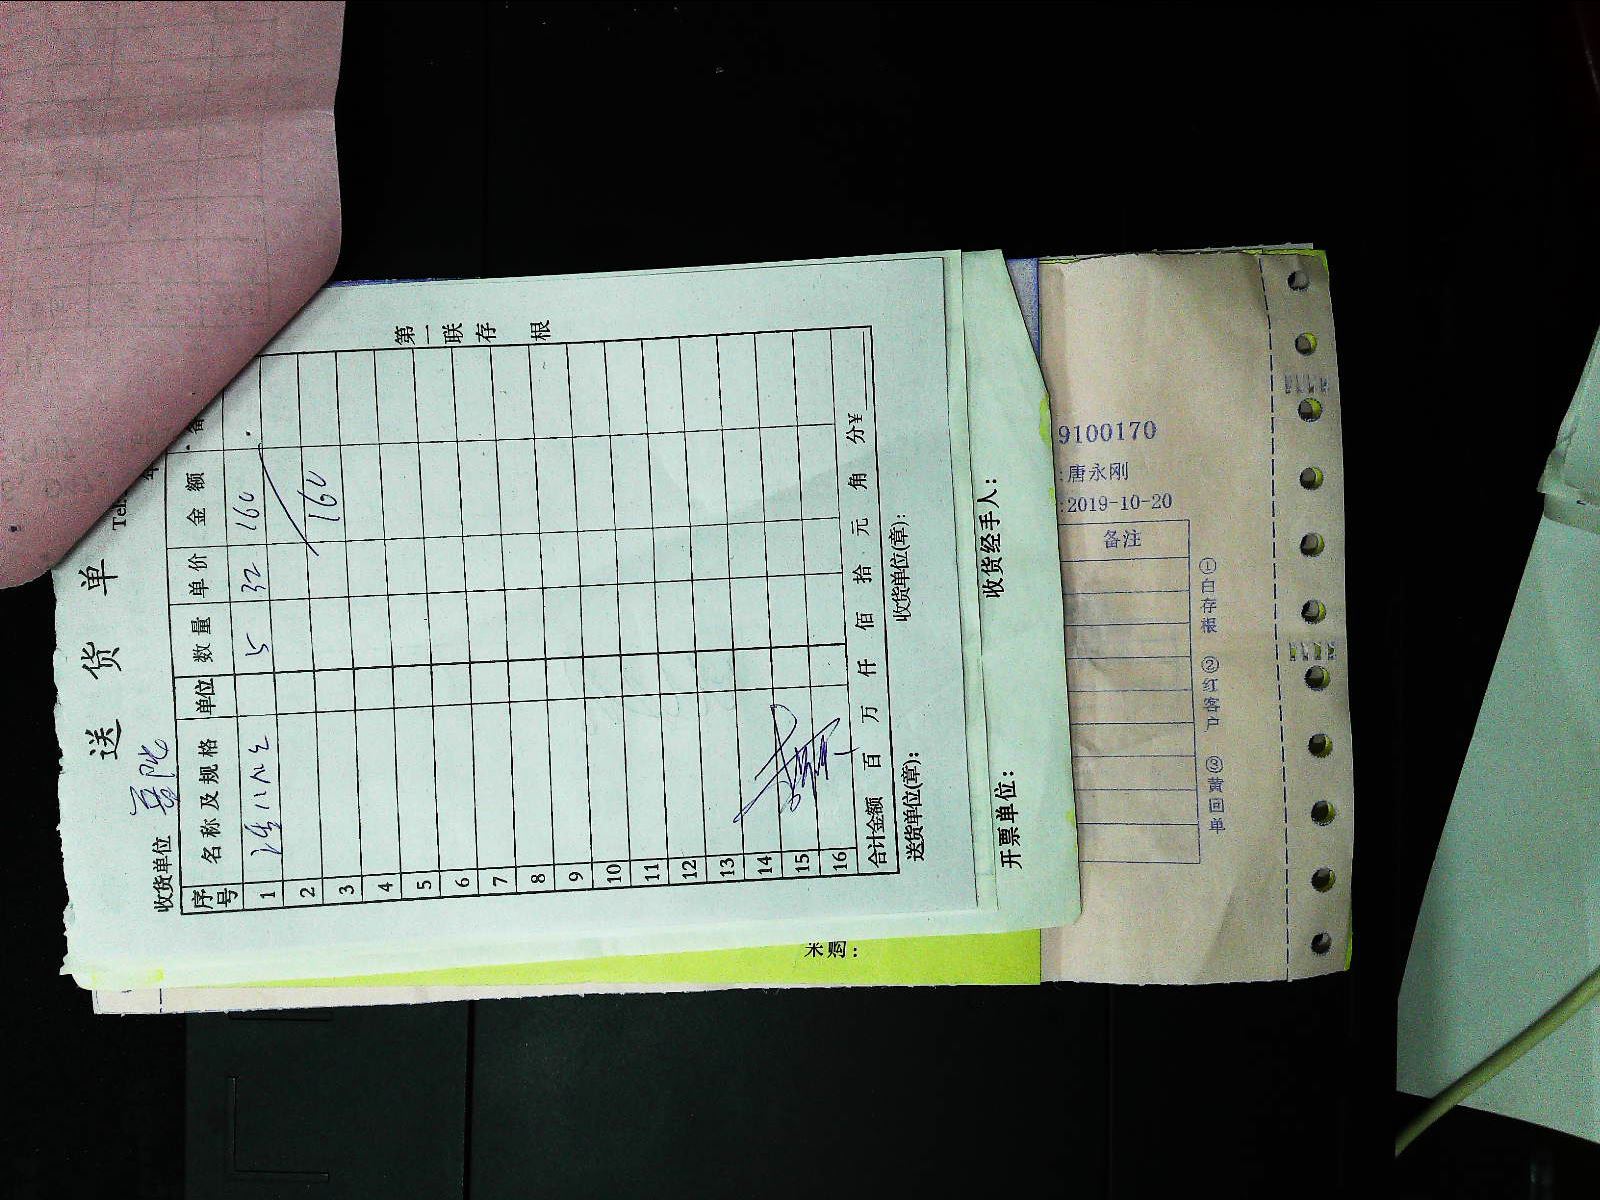 送 货 单
Tel:
年
收货单位
序号 名称及规格 单位 数量 单价 金额 备
1 5 32 160
2 160
3
4
5
6
7
8
9
10
11
12
13
14
15
16
合计金额 百 万 仟 佰 拾 元 角 分¥
送货单位(章): 收货单位(章):
第一联存根
开票单位: 收货经手人:
9100170
:唐永刚
:2019-10-20
备注
①白存根 ②红客户 ③黄回单